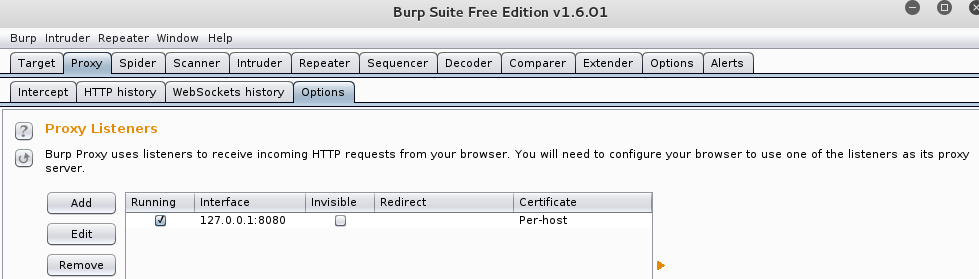 Burp Suite Free Edition v1.6.01
Burp Intruder Repeater Window Help
Target Proxy Spider Scanner Intruder Repeater Sequencer Decoder Comparer Extender Options Alerts
Intercept HTTP history WebSockets history Options
? Proxy Listeners
Burp Proxy uses listeners to receive incoming HTTP requests from your browser. You will need to configure your browser to use one of the listeners as its proxy
server.
Add Running Interface Invisible Redirect Certificate
127.0.0.1:8080 Per-host
Edit
Remove